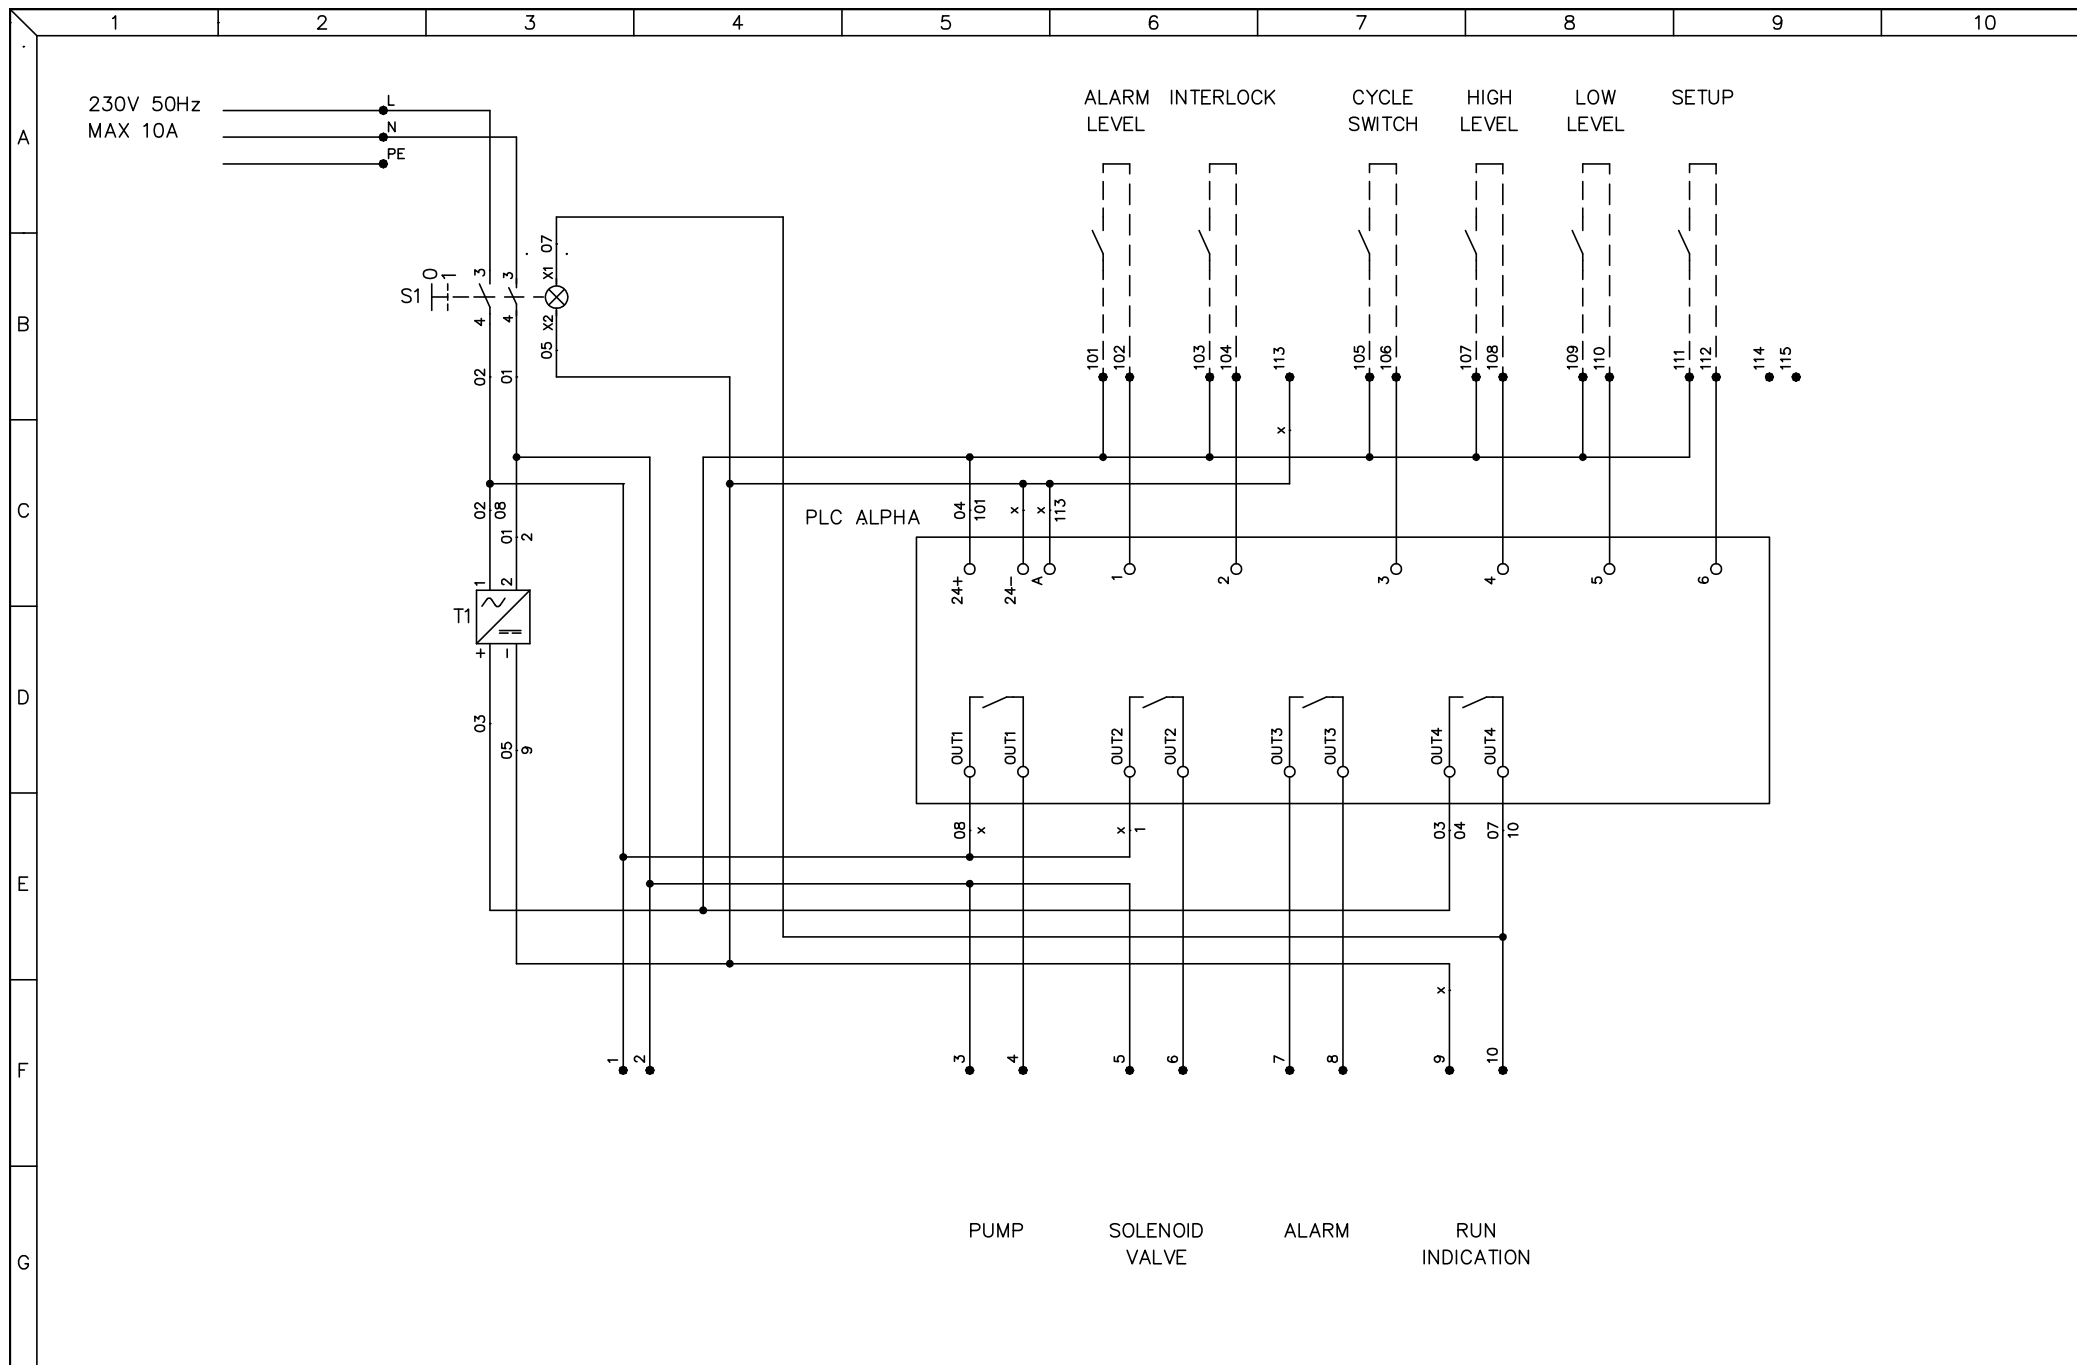 1 2 3 4 5 6 7 8 9 10
A
B
C
D
E
F
G
230V 50Hz
MAX 10A
L
N
PE
ALARM
LEVEL
INTERLOCK
CYCLE
SWITCH
HIGH
LEVEL
LOW
LEVEL
SETUP
S1
0
1
3
3
4
4
X1
07
X2
05
02
01
101
102
103
104
113
105
106
107
108
109
110
111
112
114
115
x
02
08
01
2
1
2
T1
+
-
03
05
9
PLC ALPHA
04
101
x
x
113
24+
24-
A
1
2
3
4
5
6
OUT1
OUT1
OUT2
OUT2
OUT3
OUT3
OUT4
OUT4
08
x
x
1
03
04
07
10
x
1
2
3
4
5
6
7
8
9
10
PUMP
SOLENOID
VALVE
ALARM
RUN
INDICATION